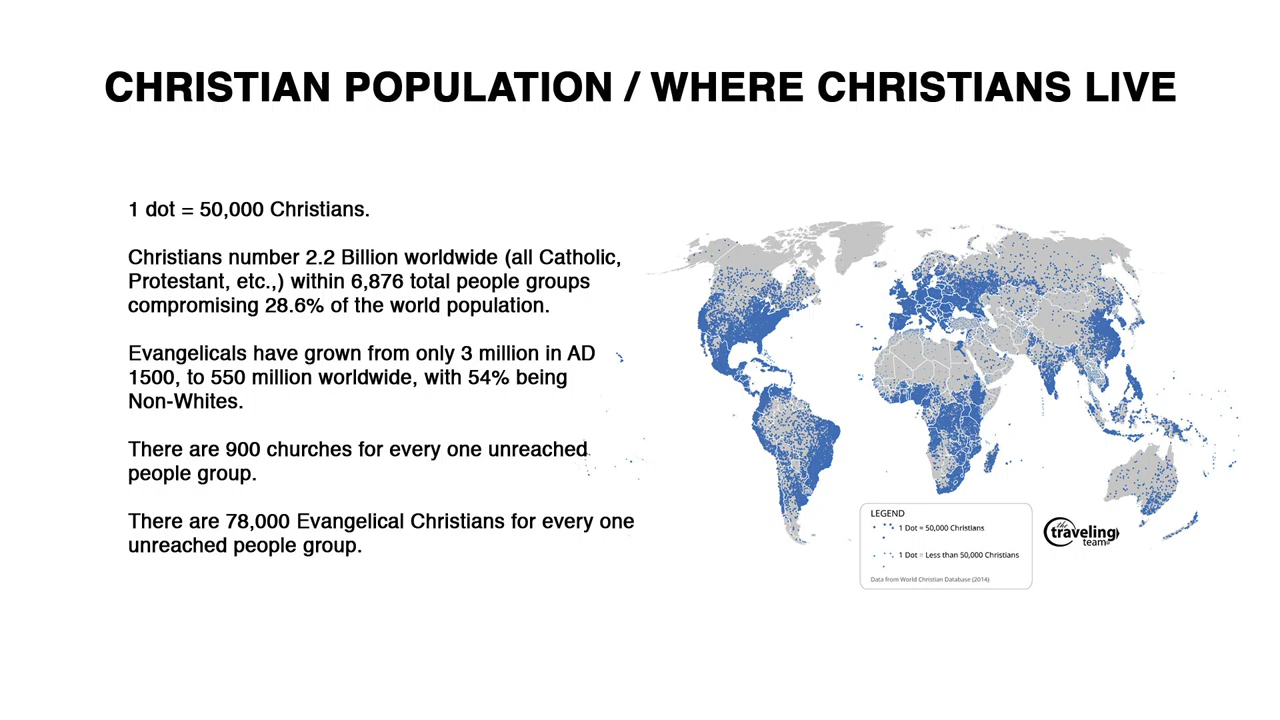 CHRISTIAN POPULATION / WHERE CHRISTIANS LIVE
1 dot = 50,000 Christians.
Christians number 2.2 Billion worldwide (all Catholic,
Protestant, etc.,) within 6,876 total people groups
compromising 28.6% of the world population.
Evangelicals have grown from only 3 million in AD
1500, to 550 million worldwide, with 54% being
Non-Whites.
There are 900 churches for every one unreached
people group.
There are 78,000 Evangelical Christians for every one
unreached people group.
LEGEND
1 Dot = 50,000 Christians
1 Dot = Less than 50,000 Christians
Data from World Christian Database (2014)
the
traveling
team